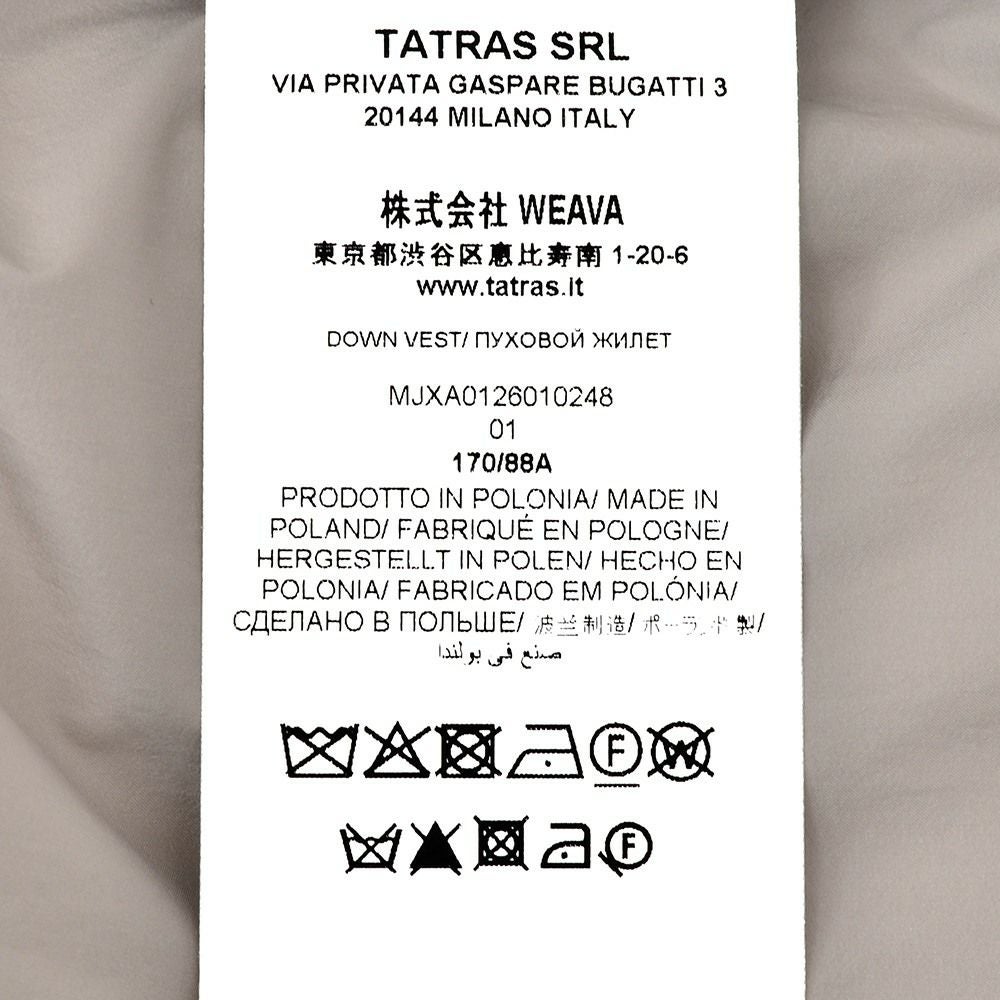 TATRAS SRL
VIA PRIVATA GASPARE BUGATTI 3
20144 MILANO ITALY
株式会社 WEAVA
東京都渋谷区恵比寿南 1-20-6
www.tatras.it
DOWN VEST/ ПУХОВОЙ ЖИЛЕТ
MJXA0126010248
01
170/88A
PRODOTTO IN POLONIA/ MADE IN
POLAND/ FABRIQUÉ EN POLOGNE/
HERGESTELLT IN POLEN/ HECHO EN
POLONIA/ FABRICADO EM POLÓNIA/
СДЕЛАНО В ПОЛЬШЕ/ 波兰制造/
صنع في بولندا
F W
F